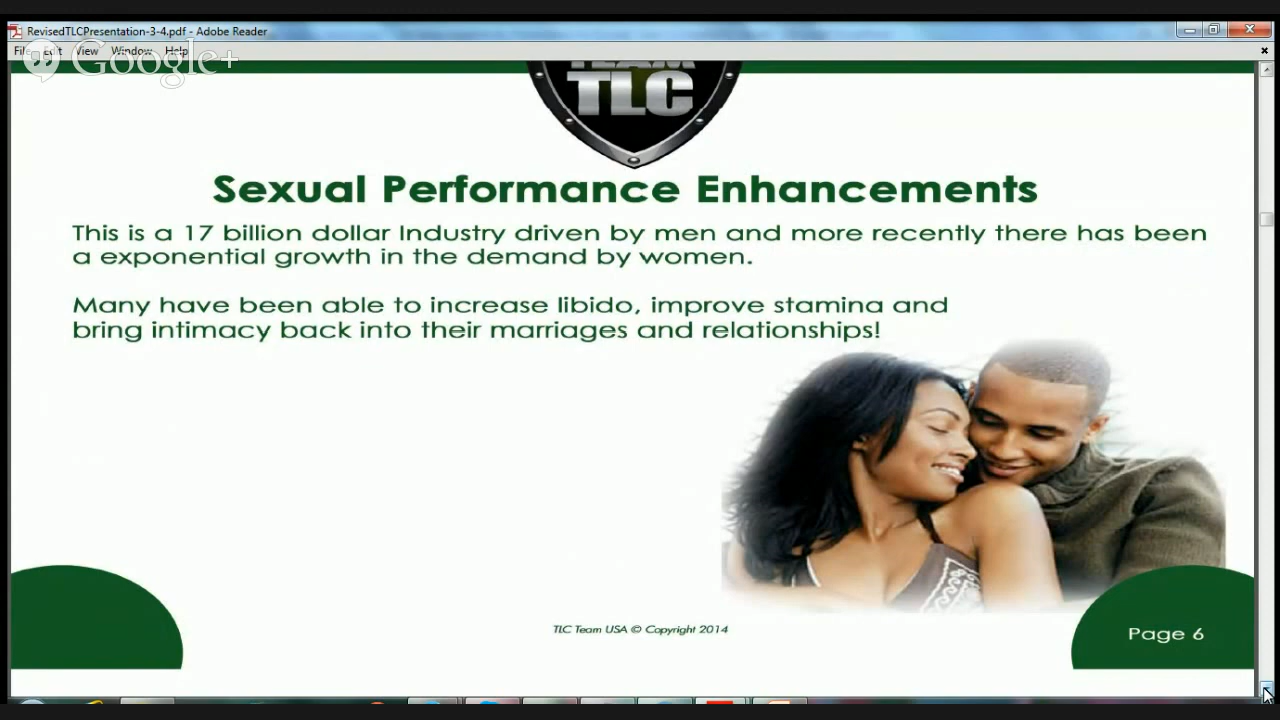 RevisedTLCPresentation-3-4.pdf - Adobe Reader
File Edit View Window Help
Google+
TEAM
TLC
Sexual Performance Enhancements
This is a 17 billion dollar Industry driven by men and more recently there has been
a exponential growth in the demand by women.
Many have been able to increase libido, improve stamina and
bring intimacy back into their marriages and relationships!
TLC Team USA © Copyright 2014
Page 6